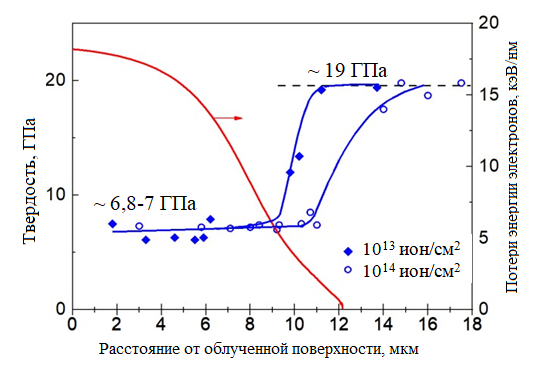 Твердость, ГПа
20
10
0
~ 6,8-7 ГПа
~ 19 ГПа
10¹³ ион/см²
10¹⁴ ион/см²
20
15
10
5
0
Потери энергии электронов, кэВ/нм
0 2 4 6 8 10 12 14 16 18
Расстояние от облученной поверхности, мкм